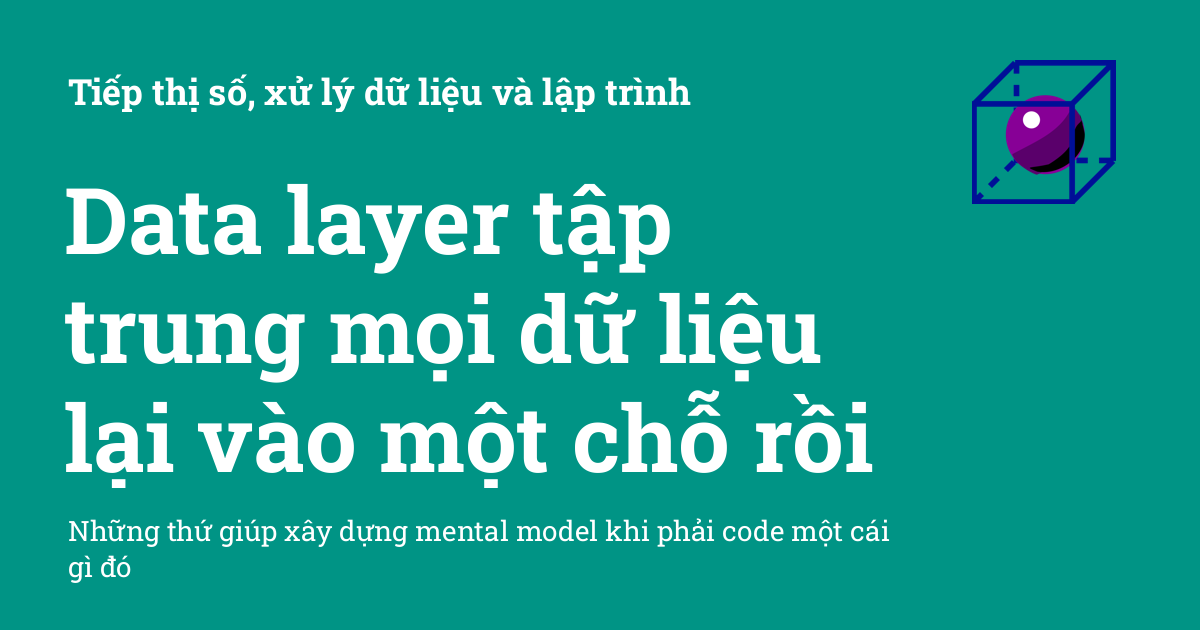 Tiếp thị số, xử lý dữ liệu và lập trình
Data layer tập
trung mọi dữ liệu
lại vào một chỗ rồi
Những thứ giúp xây dựng mental model khi phải code một cái
gì đó